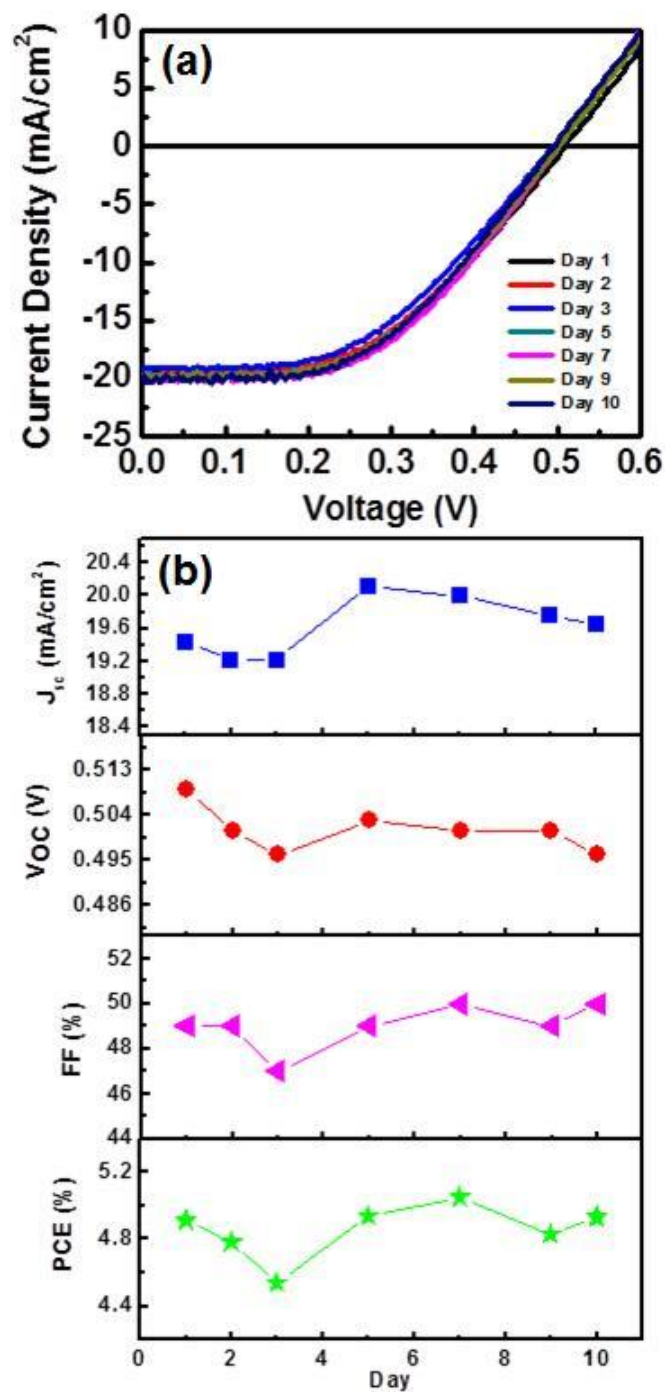 (a)
Current Density (mA/cm²)
10
5
0
-5
-10
-15
-20
-25
Day 1
Day 2
Day 3
Day 5
Day 7
Day 9
Day 10
0.0 0.1 0.2 0.3 0.4 0.5 0.6
Voltage (V)
(b)
Jsc (mA/cm²)
20.4
20.0
19.6
19.2
18.8
18.4
VOC (V)
0.513
0.504
0.495
0.486
FF (%)
52
50
48
46
44
PCE (%)
5.2
4.8
4.4
0 2 4 6 8 10
Day